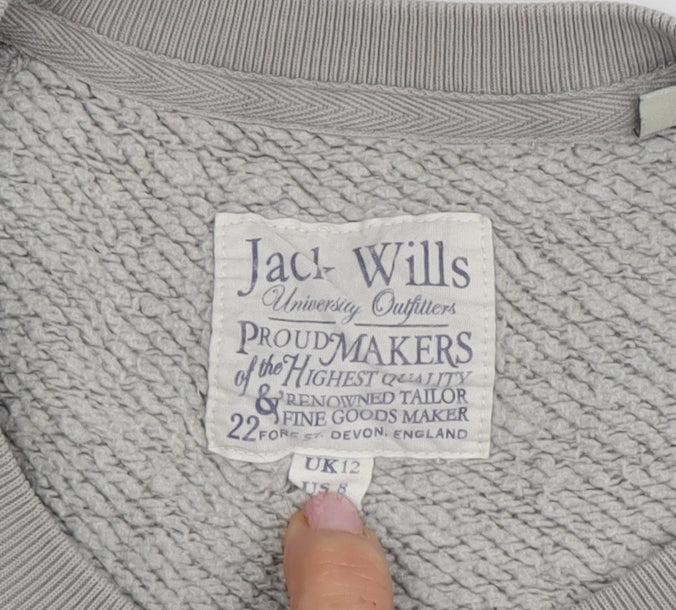 Jack Wills
University Outfitters
PROUD MAKERS
of the HIGHEST QUALITY
& RENOWNED TAILOR
FINE GOODS MAKER
22 FORE ST. DEVON, ENGLAND
UK 12
US 8